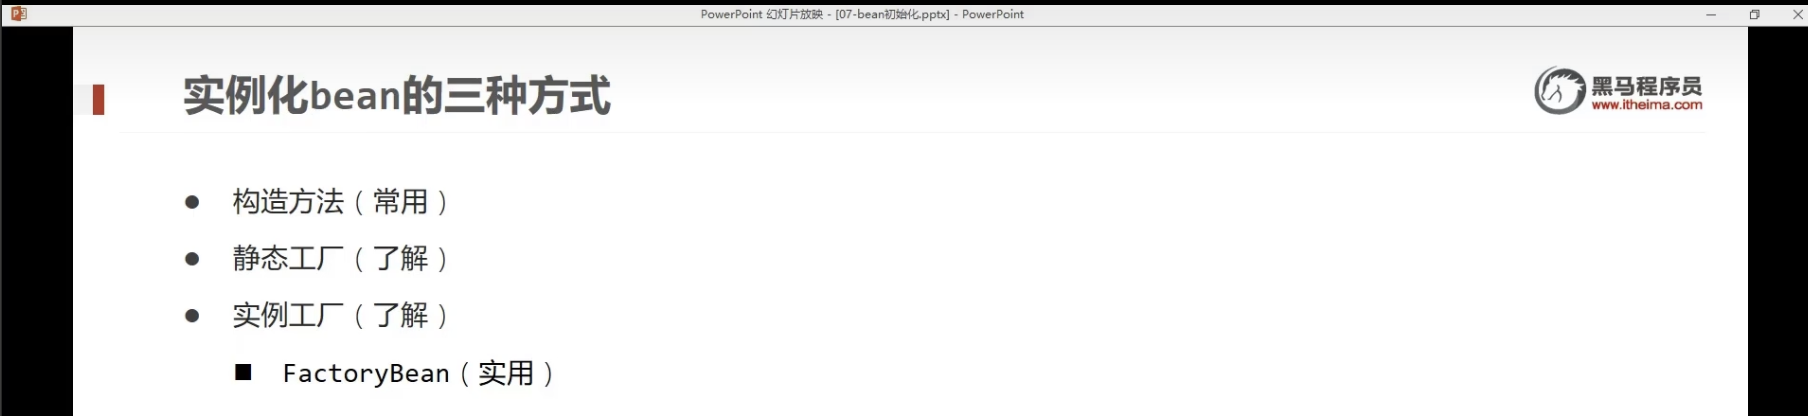 PowerPoint 幻灯片放映 - [07-bean初始化.pptx] - PowerPoint
实例化bean的三种方式
黑马程序员
www.itheima.com
● 构造方法（常用）
● 静态工厂（了解）
● 实例工厂（了解）
■ FactoryBean（实用）